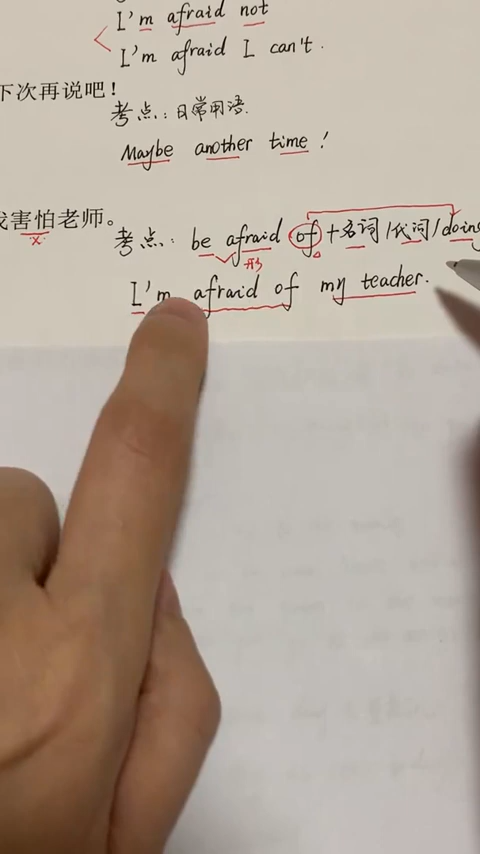 I'm afraid not
I'm afraid I can't.
下次再说吧！
考点：日常用语.
Maybe another time!
我害怕老师。
×
考点：be afraid of +名词/代词/doing
形
I'm afraid of my teacher.